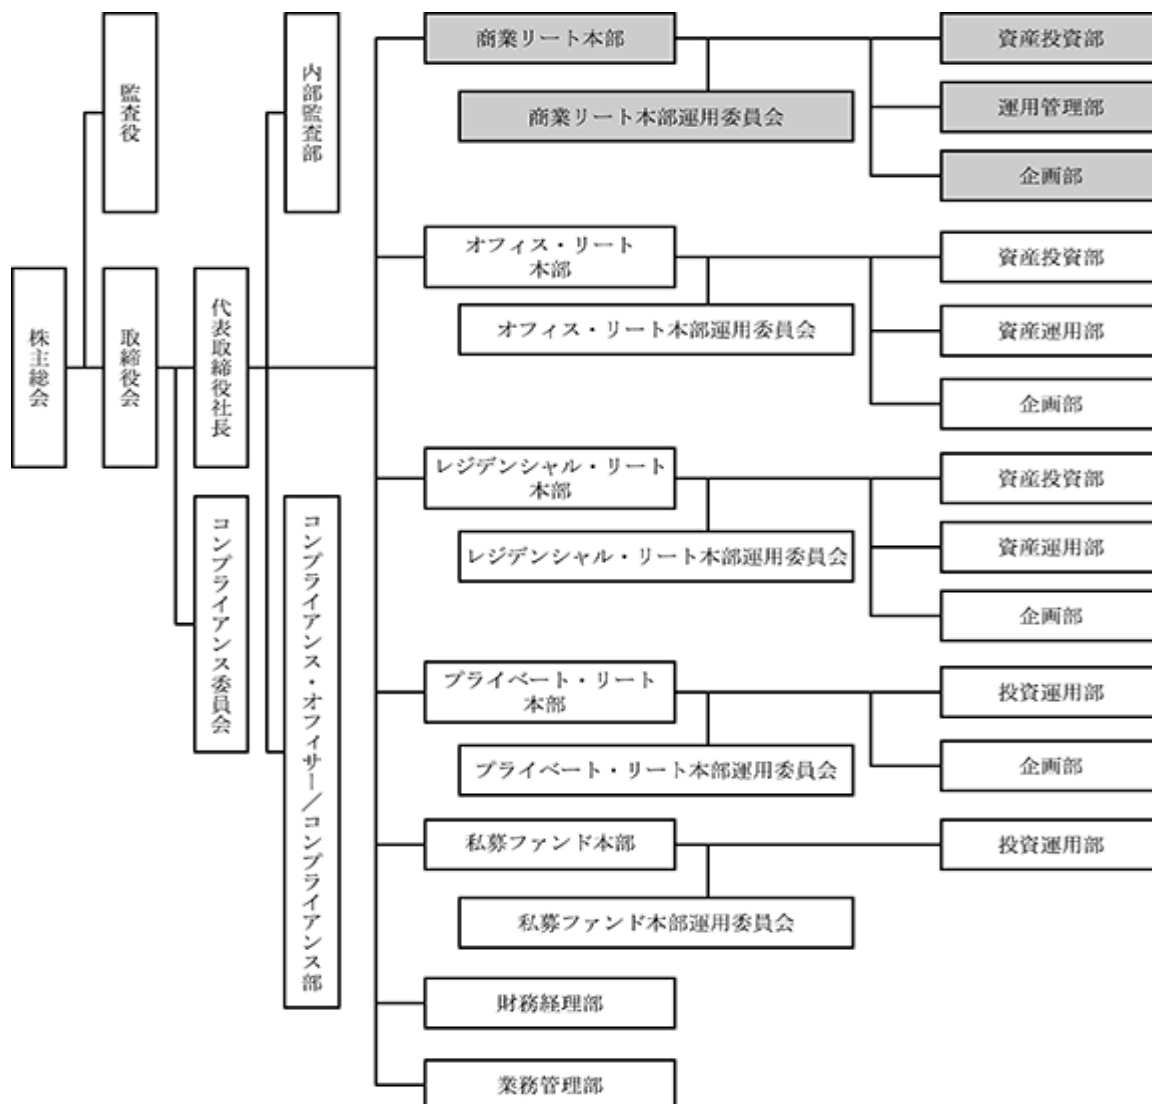 株主総会
監査役
取締役会
代表取締役社長
コンプライアンス委員会
内部監査部
コンプライアンス・オフィサー／コンプライアンス部
商業リート本部
商業リート本部運用委員会
資産投資部
運用管理部
企画部
オフィス・リート
本部
オフィス・リート本部運用委員会
資産投資部
資産運用部
企画部
レジデンシャル・リート
本部
レジデンシャル・リート本部運用委員会
資産投資部
資産運用部
企画部
プライベート・リート
本部
プライベート・リート本部運用委員会
投資運用部
企画部
私募ファンド本部
私募ファンド本部運用委員会
投資運用部
財務経理部
業務管理部